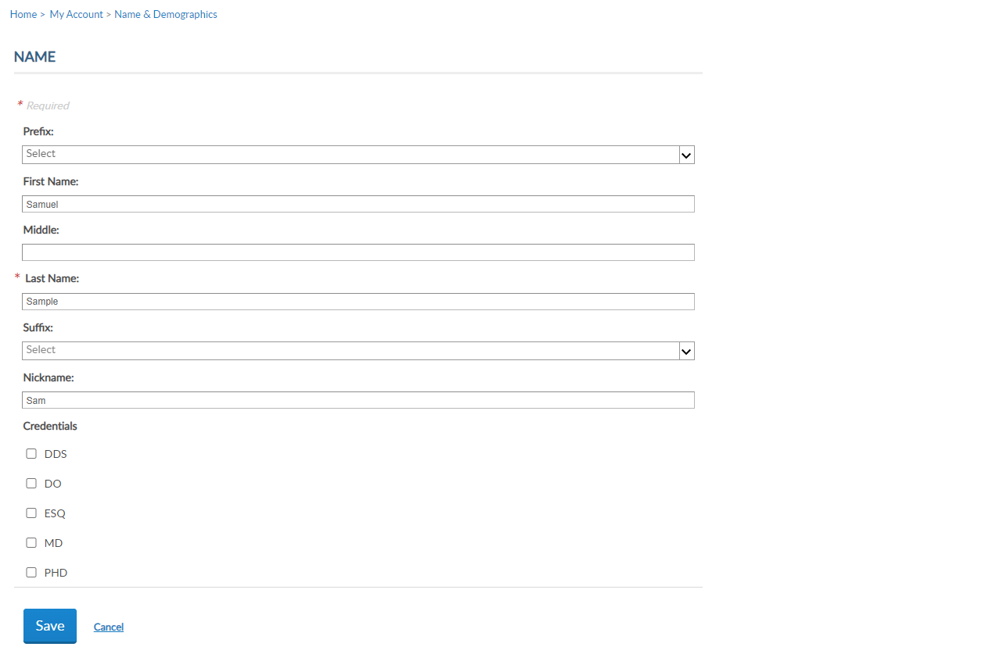 Home > My Account > Name & Demographics
NAME
* Required
Prefix:
Select
First Name:
Samuel
Middle:
* Last Name:
Sample
Suffix:
Select
Nickname:
Sam
Credentials
DDS
DO
ESQ
MD
PHD
Save Cancel